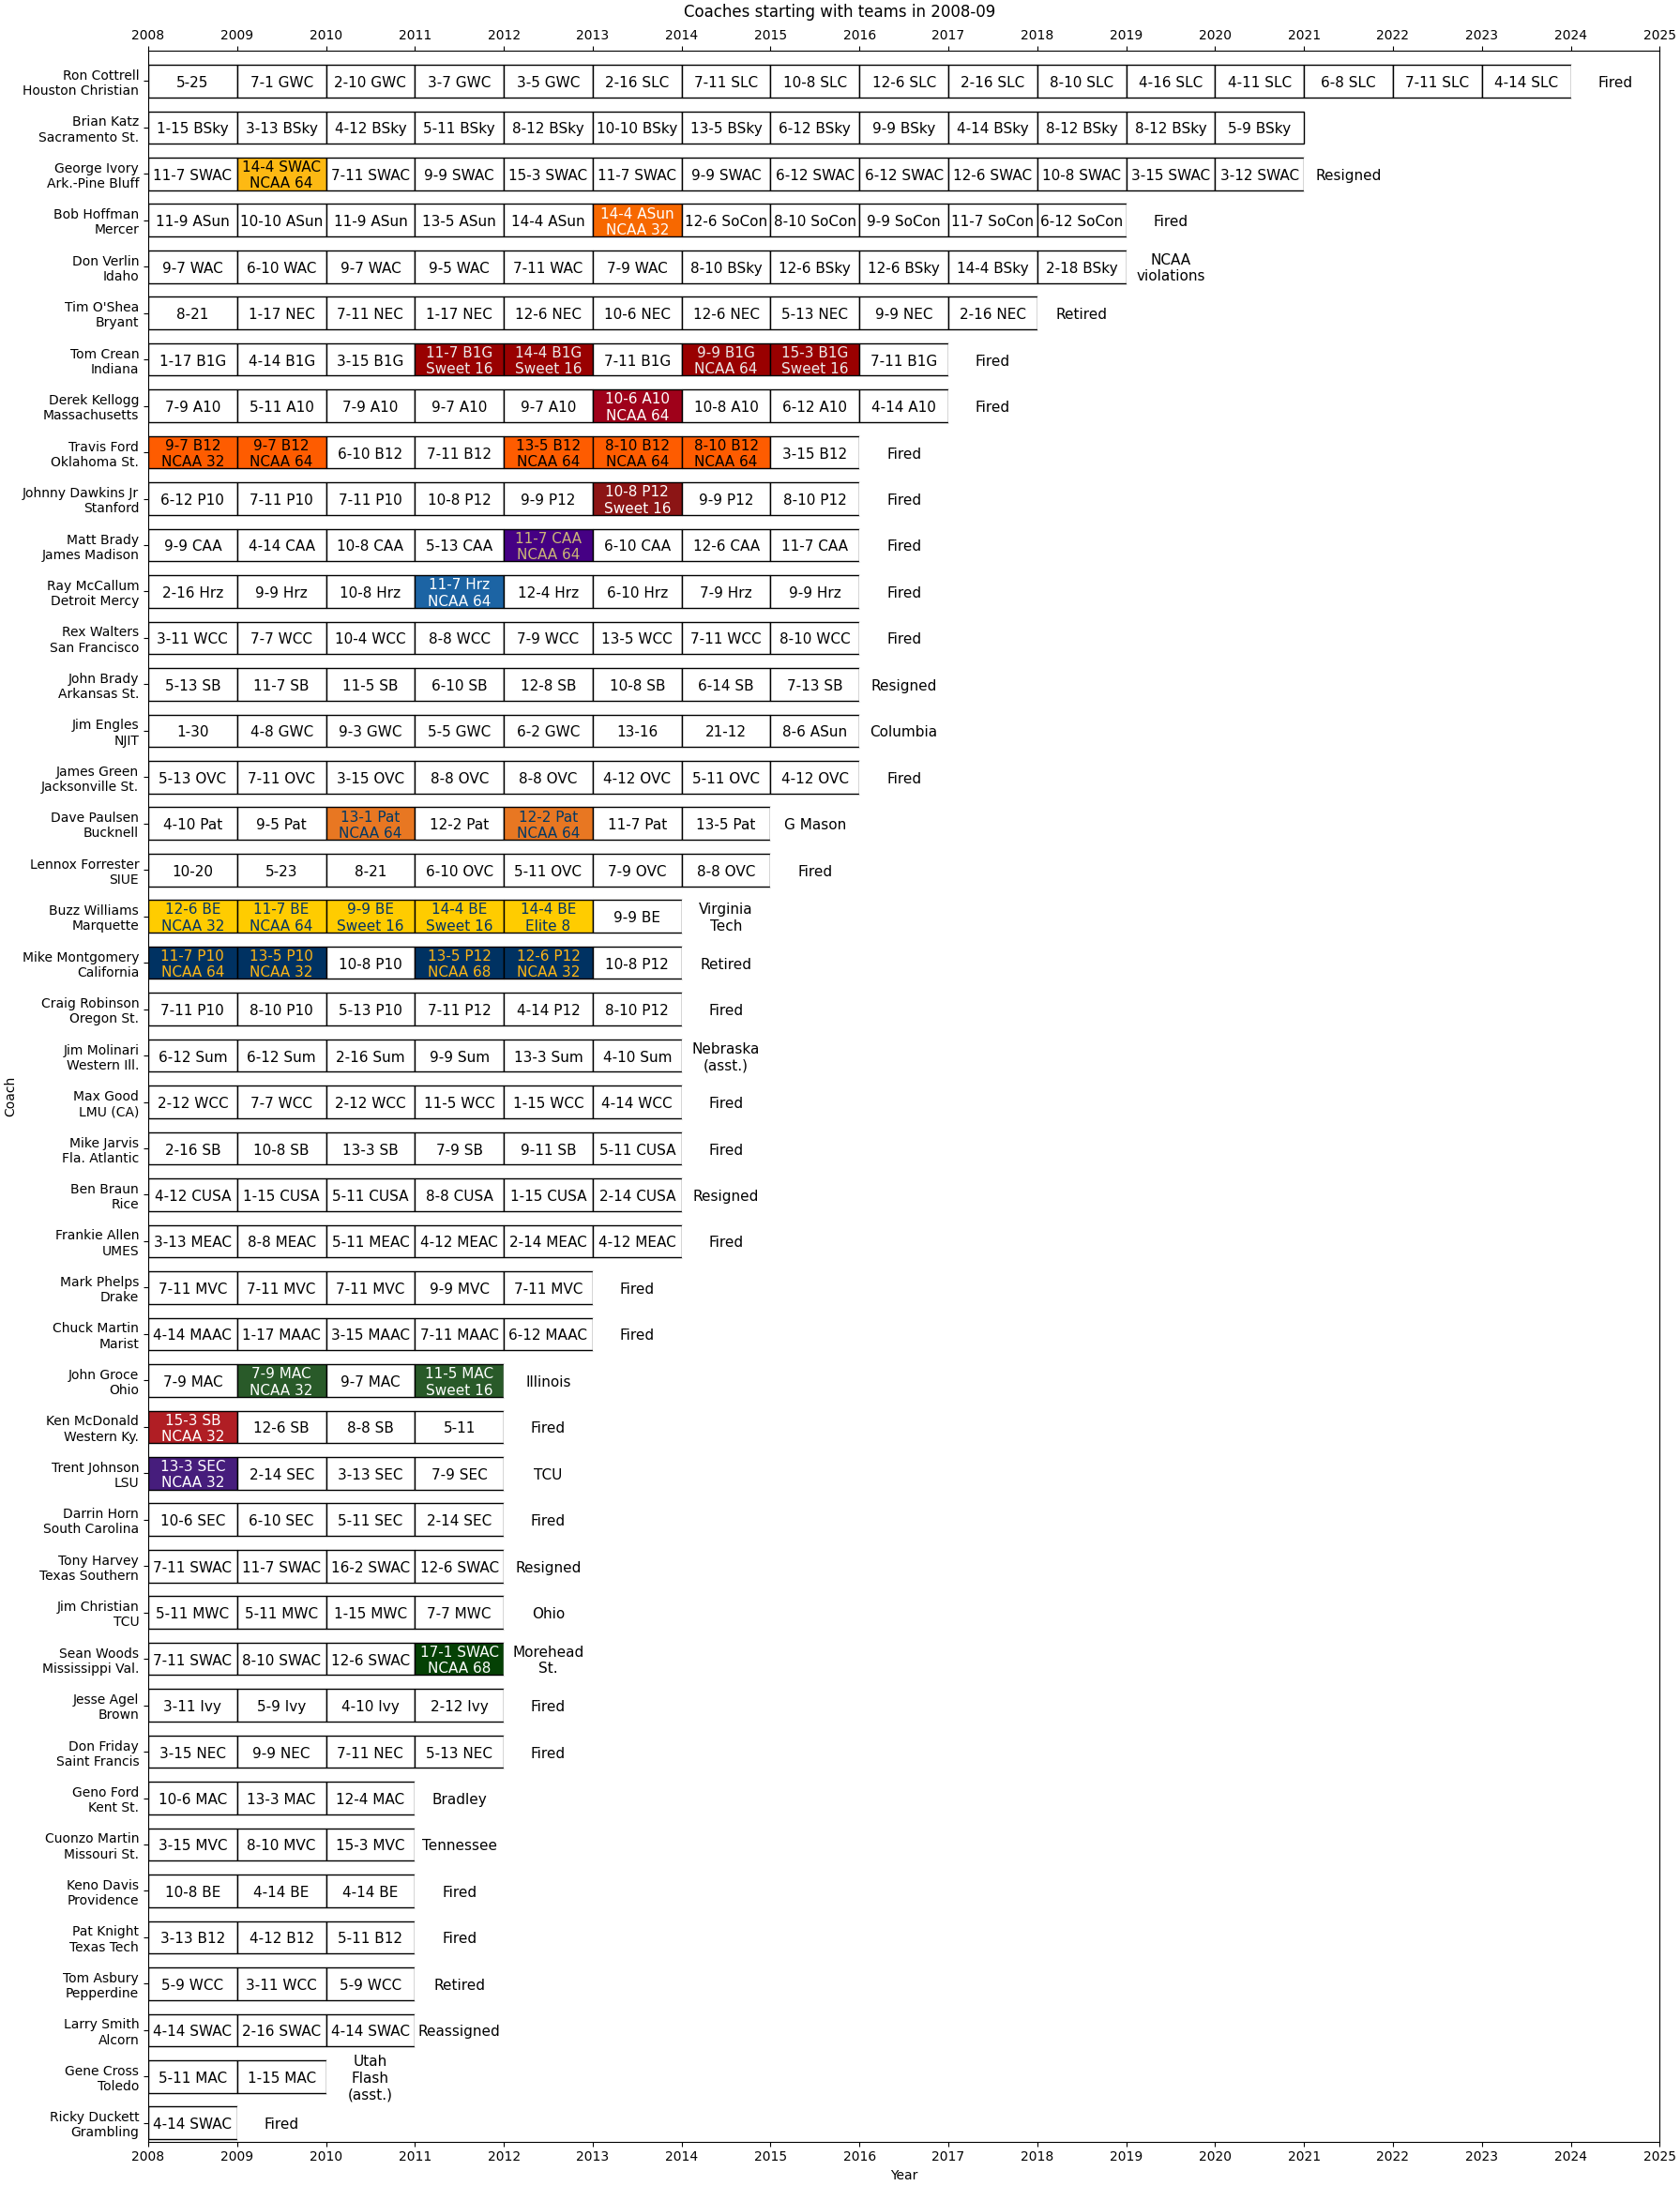 Coaches starting with teams in 2008-09
2008 2009 2010 2011 2012 2013 2014 2015 2016 2017 2018 2019 2020 2021 2022 2023 2024 2025
Ron Cottrell
Houston Christian
5-25 7-1 GWC 2-10 GWC 3-7 GWC 3-5 GWC 2-16 SLC 7-11 SLC 10-8 SLC 12-6 SLC 2-16 SLC 8-10 SLC 4-16 SLC 4-11 SLC 6-8 SLC 7-11 SLC 4-14 SLC Fired
Brian Katz
Sacramento St.
1-15 BSky 3-13 BSky 4-12 BSky 5-11 BSky 8-12 BSky 10-10 BSky 13-5 BSky 6-12 BSky 9-9 BSky 4-14 BSky 8-12 BSky 8-12 BSky 5-9 BSky
George Ivory
Ark.-Pine Bluff
11-7 SWAC 14-4 SWAC
NCAA 64 7-11 SWAC 9-9 SWAC 15-3 SWAC 11-7 SWAC 9-9 SWAC 6-12 SWAC 6-12 SWAC 12-6 SWAC 10-8 SWAC 3-15 SWAC 3-12 SWAC Resigned
Bob Hoffman
Mercer
11-9 ASun 10-10 ASun 11-9 ASun 13-5 ASun 14-4 ASun 14-4 ASun
NCAA 32 12-6 SoCon 8-10 SoCon 9-9 SoCon 11-7 SoCon 6-12 SoCon Fired
Don Verlin
Idaho
9-7 WAC 6-10 WAC 9-7 WAC 9-5 WAC 7-11 WAC 7-9 WAC 8-10 BSky 12-6 BSky 12-6 BSky 14-4 BSky 2-18 BSky NCAA
violations
Tim O'Shea
Bryant
8-21 1-17 NEC 7-11 NEC 1-17 NEC 12-6 NEC 10-6 NEC 12-6 NEC 5-13 NEC 9-9 NEC 2-16 NEC Retired
Tom Crean
Indiana
1-17 B1G 4-14 B1G 3-15 B1G 11-7 B1G
Sweet 16 14-4 B1G
Sweet 16 7-11 B1G 9-9 B1G
NCAA 64 15-3 B1G
Sweet 16 7-11 B1G Fired
Derek Kellogg
Massachusetts
7-9 A10 5-11 A10 7-9 A10 9-7 A10 9-7 A10 10-6 A10
NCAA 64 10-8 A10 6-12 A10 4-14 A10 Fired
Travis Ford
Oklahoma St.
9-7 B12
NCAA 32 9-7 B12
NCAA 64 6-10 B12 7-11 B12 13-5 B12
NCAA 64 8-10 B12
NCAA 64 8-10 B12
NCAA 64 3-15 B12 Fired
Johnny Dawkins Jr
Stanford
6-12 P10 7-11 P10 7-11 P10 10-8 P12 9-9 P12 10-8 P12
Sweet 16 9-9 P12 8-10 P12 Fired
Matt Brady
James Madison
9-9 CAA 4-14 CAA 10-8 CAA 5-13 CAA 11-7 CAA
NCAA 64 6-10 CAA 12-6 CAA 11-7 CAA Fired
Ray McCallum
Detroit Mercy
2-16 Hrz 9-9 Hrz 10-8 Hrz 11-7 Hrz
NCAA 64 12-4 Hrz 6-10 Hrz 7-9 Hrz 9-9 Hrz Fired
Rex Walters
San Francisco
3-11 WCC 7-7 WCC 10-4 WCC 8-8 WCC 7-9 WCC 13-5 WCC 7-11 WCC 8-10 WCC Fired
John Brady
Arkansas St.
5-13 SB 11-7 SB 11-5 SB 6-10 SB 12-8 SB 10-8 SB 6-14 SB 7-13 SB Resigned
Jim Engles
NJIT
1-30 4-8 GWC 9-3 GWC 5-5 GWC 6-2 GWC 13-16 21-12 8-6 ASun Columbia
James Green
Jacksonville St.
5-13 OVC 7-11 OVC 3-15 OVC 8-8 OVC 8-8 OVC 4-12 OVC 5-11 OVC 4-12 OVC Fired
Dave Paulsen
Bucknell
4-10 Pat 9-5 Pat 13-1 Pat
NCAA 64 12-2 Pat 12-2 Pat
NCAA 64 11-7 Pat 13-5 Pat G Mason
Lennox Forrester
SIUE
10-20 5-23 8-21 6-10 OVC 5-11 OVC 7-9 OVC 8-8 OVC Fired
Buzz Williams
Marquette
12-6 BE
NCAA 32 11-7 BE
NCAA 64 9-9 BE
Sweet 16 14-4 BE
Sweet 16 14-4 BE
Elite 8 9-9 BE Virginia
Tech
Mike Montgomery
California
11-7 P10
NCAA 64 13-5 P10
NCAA 32 10-8 P10 13-5 P12
NCAA 68 12-6 P12
NCAA 32 10-8 P12 Retired
Craig Robinson
Oregon St.
7-11 P10 8-10 P10 5-13 P10 7-11 P12 4-14 P12 8-10 P12 Fired
Jim Molinari
Western Ill.
6-12 Sum 6-12 Sum 2-16 Sum 9-9 Sum 13-3 Sum 4-10 Sum Nebraska
(asst.)
Max Good
LMU (CA)
2-12 WCC 7-7 WCC 2-12 WCC 11-5 WCC 1-15 WCC 4-14 WCC Fired
Mike Jarvis
Fla. Atlantic
2-16 SB 10-8 SB 13-3 SB 7-9 SB 9-11 SB 5-11 CUSA Fired
Ben Braun
Rice
4-12 CUSA 1-15 CUSA 5-11 CUSA 8-8 CUSA 1-15 CUSA 2-14 CUSA Resigned
Frankie Allen
UMES
3-13 MEAC 8-8 MEAC 5-11 MEAC 4-12 MEAC 2-14 MEAC 4-12 MEAC Fired
Mark Phelps
Drake
7-11 MVC 7-11 MVC 7-11 MVC 9-9 MVC 7-11 MVC Fired
Chuck Martin
Marist
4-14 MAAC 1-17 MAAC 3-15 MAAC 7-11 MAAC 6-12 MAAC Fired
John Groce
Ohio
7-9 MAC 7-9 MAC
NCAA 32 9-7 MAC 11-5 MAC
Sweet 16 Illinois
Ken McDonald
Western Ky.
15-3 SB
NCAA 32 12-6 SB 8-8 SB 5-11 Fired
Trent Johnson
LSU
13-3 SEC
NCAA 32 2-14 SEC 3-13 SEC 7-9 SEC TCU
Darrin Horn
South Carolina
10-6 SEC 6-10 SEC 5-11 SEC 2-14 SEC Fired
Tony Harvey
Texas Southern
7-11 SWAC 11-7 SWAC 16-2 SWAC 12-6 SWAC Resigned
Jim Christian
TCU
5-11 MWC 5-11 MWC 1-15 MWC 7-7 MWC Ohio
Sean Woods
Mississippi Val.
7-11 SWAC 8-10 SWAC 12-6 SWAC 17-1 SWAC
NCAA 68 Morehead
St.
Jesse Agel
Brown
3-11 Ivy 5-9 Ivy 4-10 Ivy 2-12 Ivy Fired
Don Friday
Saint Francis
3-15 NEC 9-9 NEC 7-11 NEC 5-13 NEC Fired
Geno Ford
Kent St.
10-6 MAC 13-3 MAC 12-4 MAC Bradley
Cuonzo Martin
Missouri St.
3-15 MVC 8-10 MVC 15-3 MVC Tennessee
Keno Davis
Providence
10-8 BE 4-14 BE 4-14 BE Fired
Pat Knight
Texas Tech
3-13 B12 4-12 B12 5-11 B12 Fired
Tom Asbury
Pepperdine
5-9 WCC 3-11 WCC 5-9 WCC Retired
Larry Smith
Alcorn
4-14 SWAC 2-16 SWAC 4-14 SWAC Reassigned
Gene Cross
Toledo
5-11 MAC 1-15 MAC Utah
Flash
(asst.)
Ricky Duckett
Grambling
4-14 SWAC Fired
Coach
2008 2009 2010 2011 2012 2013 2014 2015 2016 2017 2018 2019 2020 2021 2022 2023 2024 2025
Year